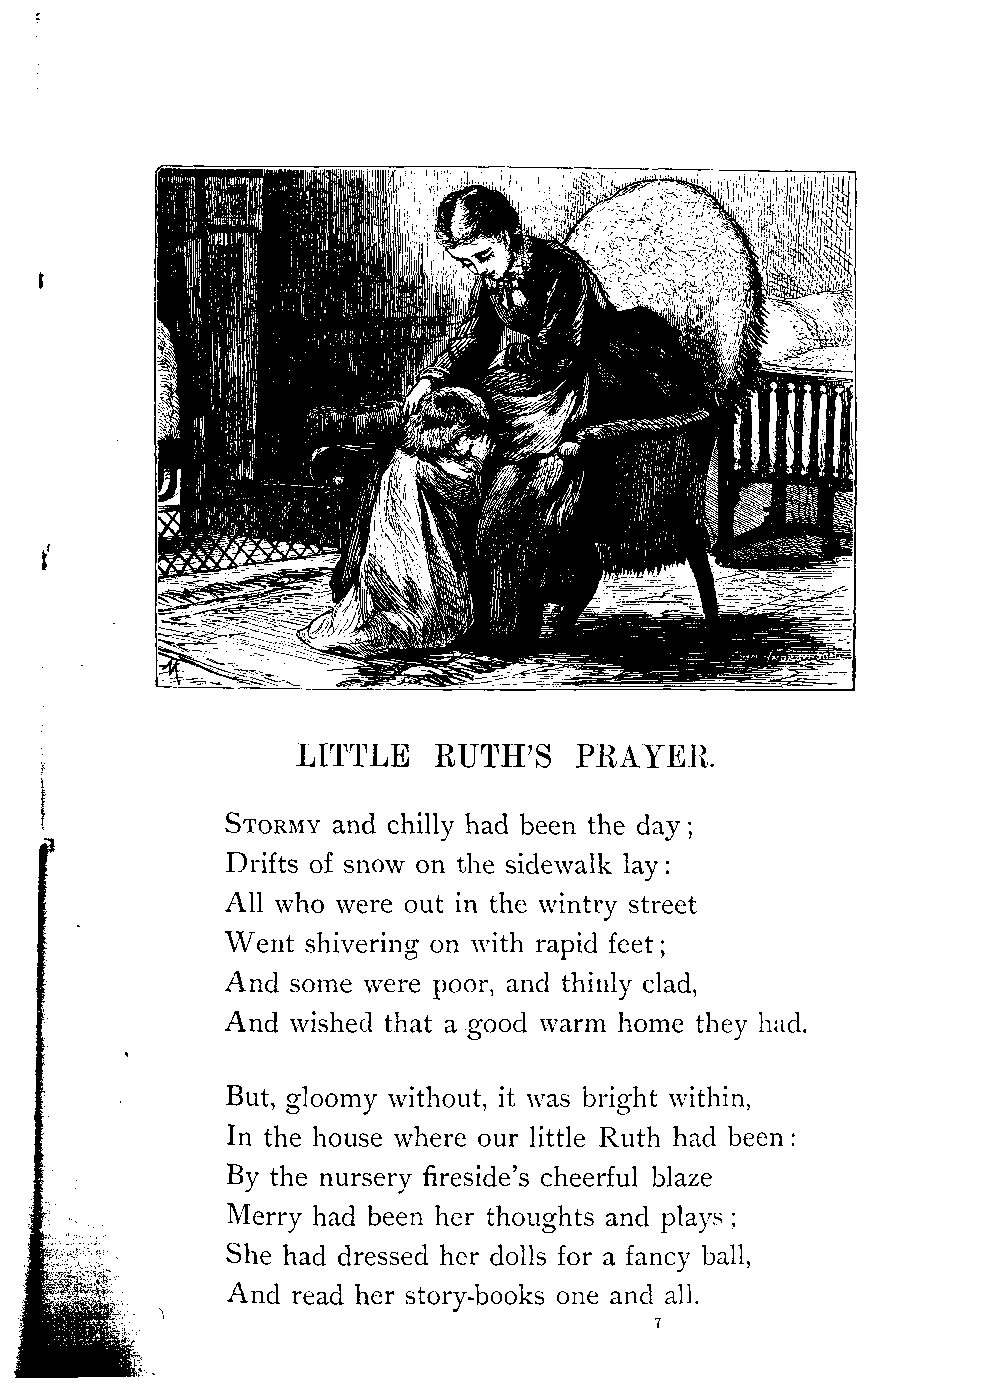 LITTLE RUTH'S PRAYER.
STORMY and chilly had been the day;
Drifts of snow on the sidewalk lay:
All who were out in the wintry street
Went shivering on with rapid feet;
And some were poor, and thinly clad,
And wished that a good warm home they had.
But, gloomy without, it was bright within,
In the house where our little Ruth had been:
By the nursery fireside's cheerful blaze
Merry had been her thoughts and plays;
She had dressed her dolls for a fancy ball,
And read her story-books one and all.
7